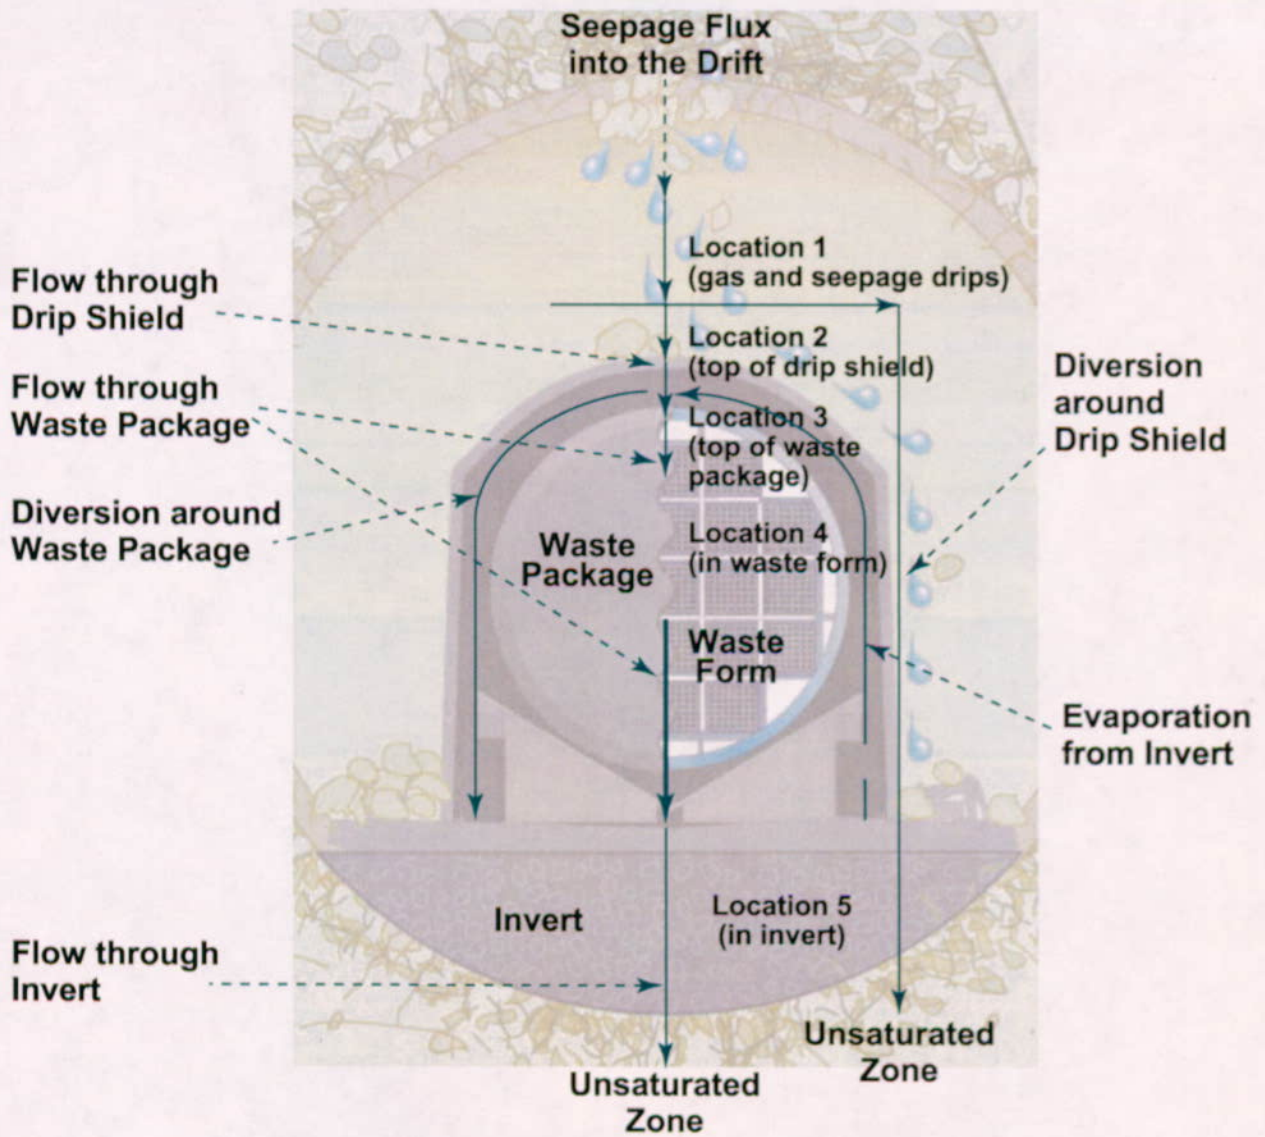 Seepage Flux
into the Drift
Location 1
(gas and seepage drips)
Flow through
Drip Shield
Location 2
(top of drip shield)
Flow through
Waste Package
Location 3
(top of waste
package)
Diversion
around
Drip Shield
Diversion around
Waste Package
Waste
Package
Location 4
(in waste form)
Waste
Form
Evaporation
from Invert
Invert
Location 5
(in invert)
Flow through
Invert
Unsaturated
Zone
Unsaturated
Zone